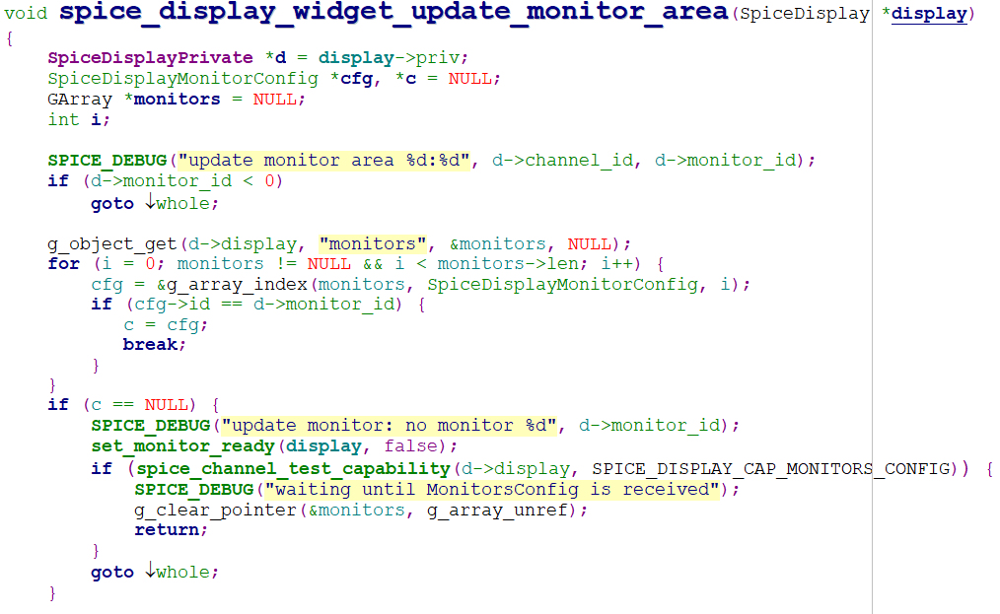 void spice_display_widget_update_monitor_area(SpiceDisplay *display)
{
    SpiceDisplayPrivate *d = display->priv;
    SpiceDisplayMonitorConfig *cfg, *c = NULL;
    GArray *monitors = NULL;
    int i;

    SPICE_DEBUG("update monitor area %d:%d", d->channel_id, d->monitor_id);
    if (d->monitor_id < 0)
        goto ↓whole;

    g_object_get(d->display, "monitors", &monitors, NULL);
    for (i = 0; monitors != NULL && i < monitors->len; i++) {
        cfg = &g_array_index(monitors, SpiceDisplayMonitorConfig, i);
        if (cfg->id == d->monitor_id) {
           c = cfg;
           break;
        }
    }
    if (c == NULL) {
        SPICE_DEBUG("update monitor: no monitor %d", d->monitor_id);
        set_monitor_ready(display, false);
        if (spice_channel_test_capability(d->display, SPICE_DISPLAY_CAP_MONITORS_CONFIG)) {
            SPICE_DEBUG("waiting until MonitorsConfig is received");
            g_clear_pointer(&monitors, g_array_unref);
            return;
        }
        goto ↓whole;
    }